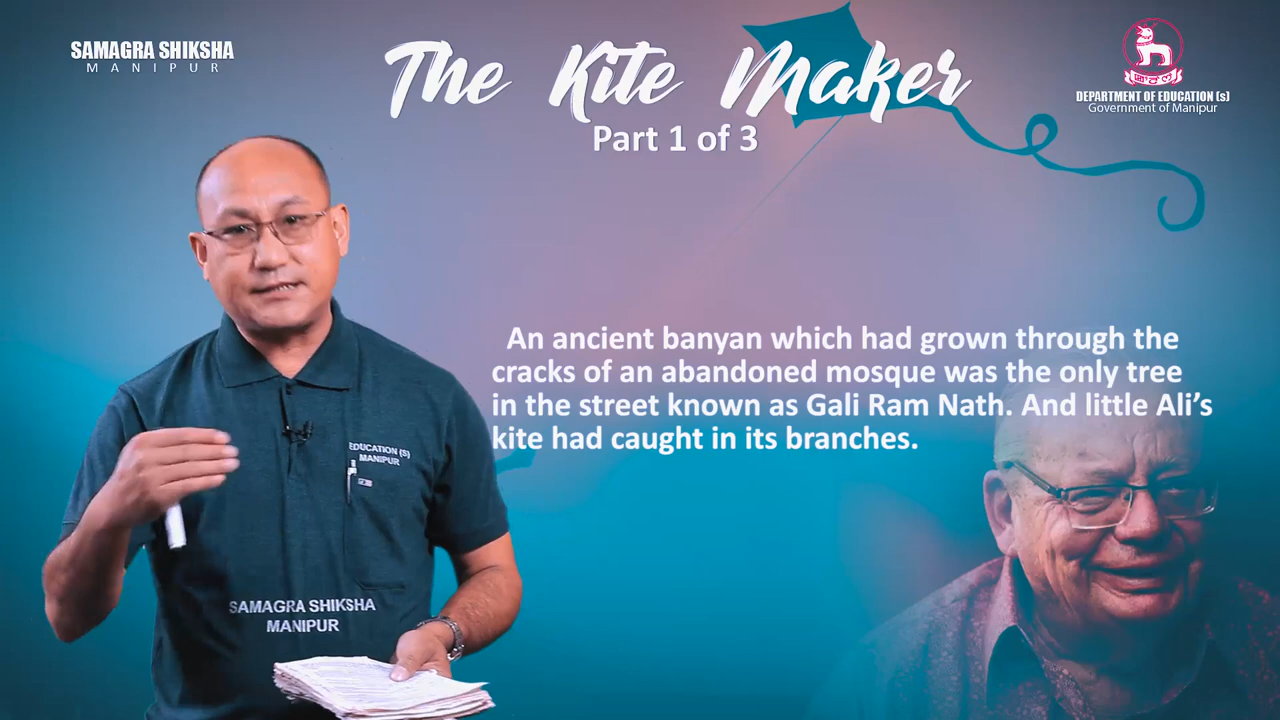 SAMAGRA SHIKSHA
MANIPUR
The Kite Maker
Part 1 of 3
DEPARTMENT OF EDUCATION (s)
Government of Manipur
An ancient banyan which had grown through the
cracks of an abandoned mosque was the only tree
in the street known as Gali Ram Nath. And little Ali’s
kite had caught in its branches.
EDUCATION (S)
MANIPUR
SAMAGRA SHIKSHA
MANIPUR